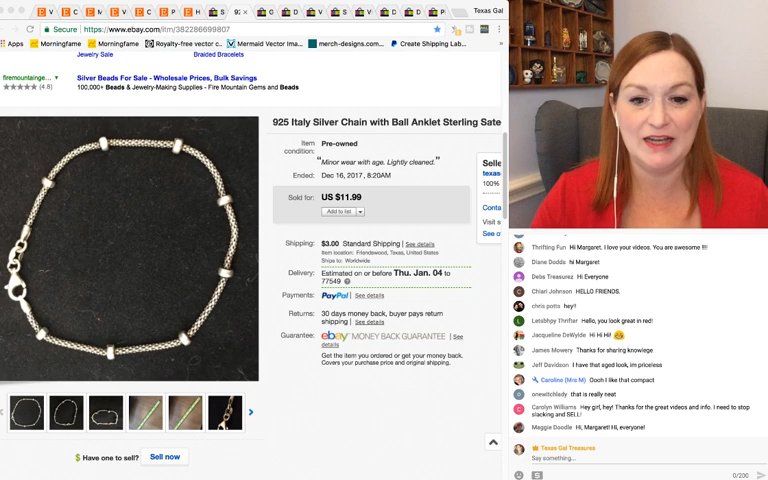 E V
E V
E C
E M
E V
E C
E P
E H
S
92 ×
G
D
V
S
V
D
D
P
Texas Gal
Secure https://www.ebay.com/itm/382286699807
Apps
Morningfame
Morningfame
Royalty-free vector c...
Mermaid Vector Ima...
merch-designs.com...
Create Shipping Lab...
Jewelry Sale
Braided Bracelets
firemountainge...
(4.8)
Silver Beads For Sale - Wholesale Prices, Bulk Savings
100,000+ Beads & Jewelry-Making Supplies - Fire Mountain Gems and Beads
925 Italy Silver Chain with Ball Anklet Sterling Sate
Item condition: Pre-owned
"Minor wear with age. Lightly cleaned."
Ended: Dec 16, 2017 , 8:20AM
Sold for: US $11.99
Add to list
Shipping: $3.00 Standard Shipping | See details
Item location: Friendswood, Texas, United States
Ships to: Worldwide
Delivery: Estimated on or before Thu. Jan. 04 to
77549
Payments: PayPal | See details
Returns: 30 days money back, buyer pays return
shipping | See details
Guarantee: ebay MONEY BACK GUARANTEE | See
details
Get the item you ordered or get your money back.
Covers your purchase price and original shipping.
Selle
texas
100%
Conta
Visit s
See o
$ Have one to sell? Sell now
Thrifting Fun Hi Margaret. I love your videos. You are awesome !!!!
Diane Dodds hi Margaret
Debs Treasures Hi Everyone
Chiari Johnson HELLO FRIENDS.
chris potts hey!!
Letsbhpy Thrifter Hello, you look great in red!
Jacqueline DeWylde Hi Hi Hi!
James Mowery Thanks for sharing knowlege
Jeff Davidson I have that aged look, im priceless
Caroline (Mrs M) Oooh I like that compact
onewitchlady that is really neat
Carolyn Williams Hey girl, hey! Thanks for the great videos and info. I need to stop
slacking and SELL!
Maggie Doodle Hi, Margaret! Hi, everyone!
Texas Gal Treasures
Say something...
0/200